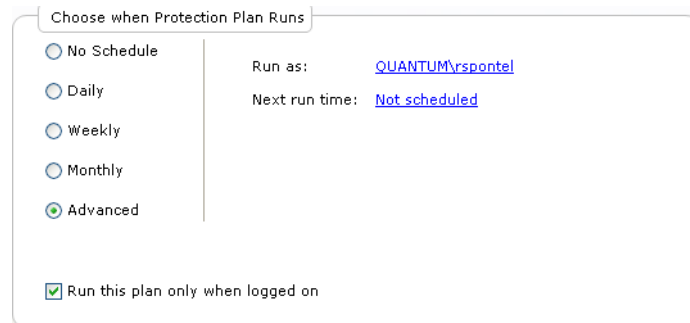 Choose when Protection Plan Runs
No Schedule
Daily
Weekly
Monthly
Advanced
Run as: QUANTUM\rspontel
Next run time: Not scheduled
Run this plan only when logged on